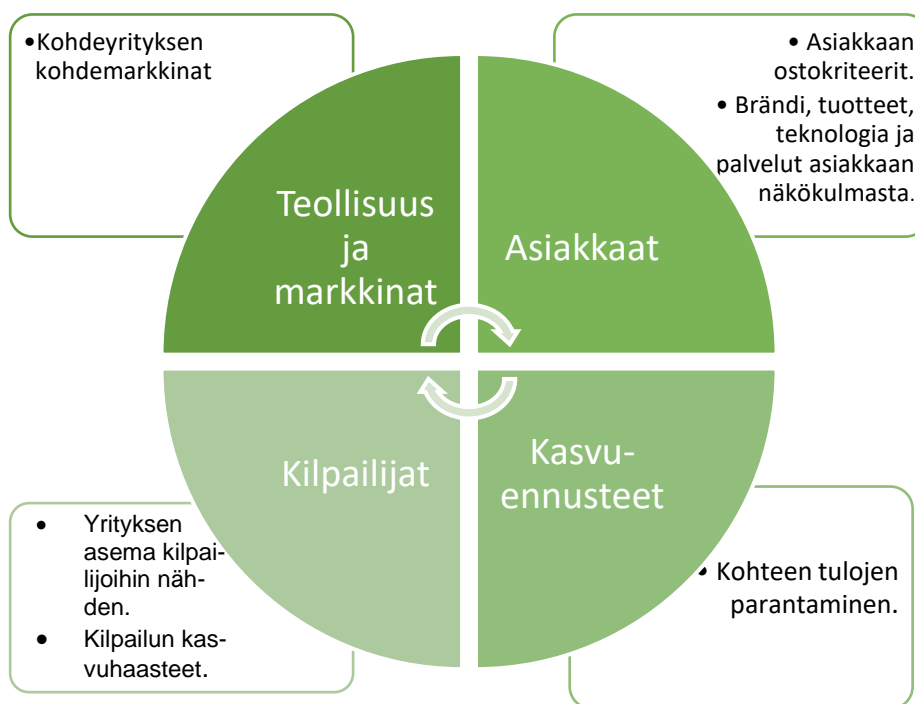 •Kohdeyrityksen
kohdemarkkinat
• Asiakkaan
ostokriteerit.
• Brändi, tuotteet,
teknologia ja
palvelut asiakkaan
näkökulmasta.
Teollisuus
ja
markkinat
Asiakkaat
Kilpailijat
Kasvu-
ennusteet
• Yrityksen
asema kilpai-
lijoihin näh-
den.
• Kilpailun kas-
vuhaasteet.
• Kohteen tulojen
parantaminen.